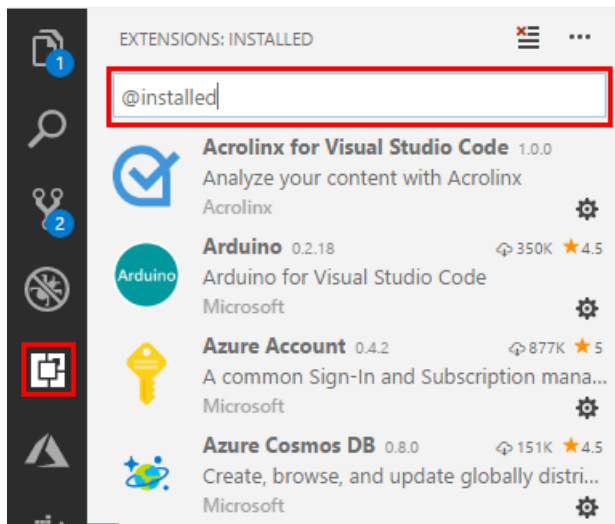 EXTENSIONS: INSTALLED
1
@installed
2
Acrolinx for Visual Studio Code 1.0.0
Analyze your content with Acrolinx
Acrolinx
Arduino
Arduino 0.2.18 350K ★4.5
Arduino for Visual Studio Code
Microsoft
Azure Account 0.4.2 877K ★5
A common Sign-In and Subscription mana...
Microsoft
Azure Cosmos DB 0.8.0 151K ★4.5
Create, browse, and update globally distri...
Microsoft